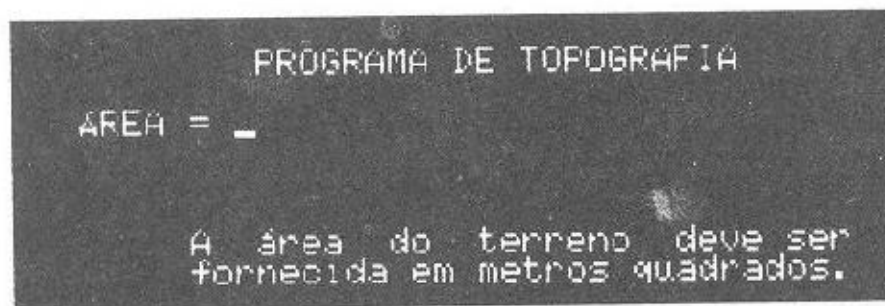 PROGRAMA DE TOPOGRAFIA
AREA = _
A área do terreno deve ser
fornecida em metros quadrados.